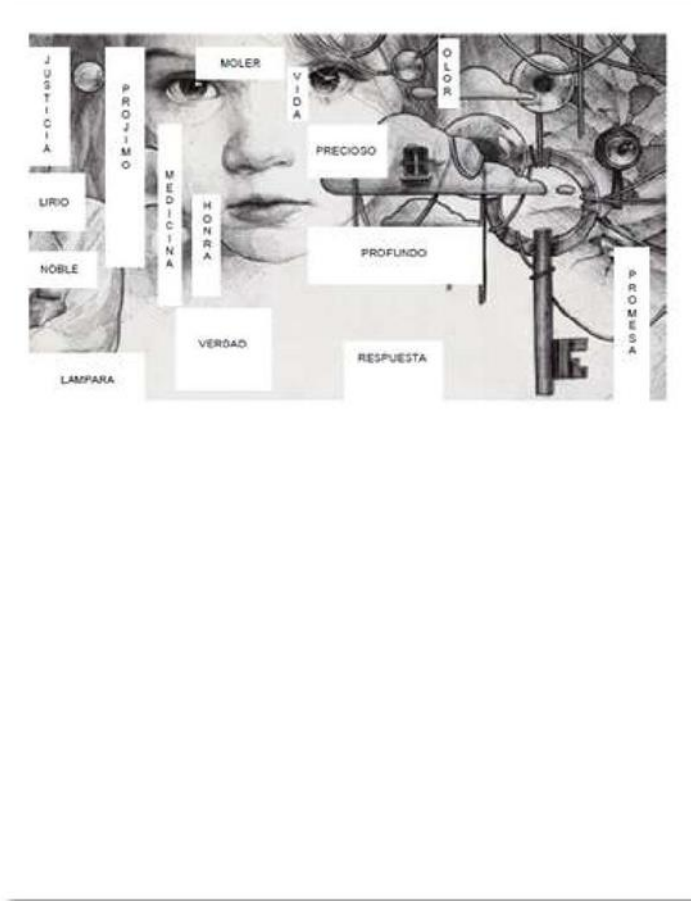 JUSTICIA
PROJIMO
MOLER
VIDA
OLOR
PRECIOSO
LIRIO
MEDICINA
HONRA
NOBLE
PROFUNDO
PROMESA
VERDAD
RESPUESTA
LAMPARA